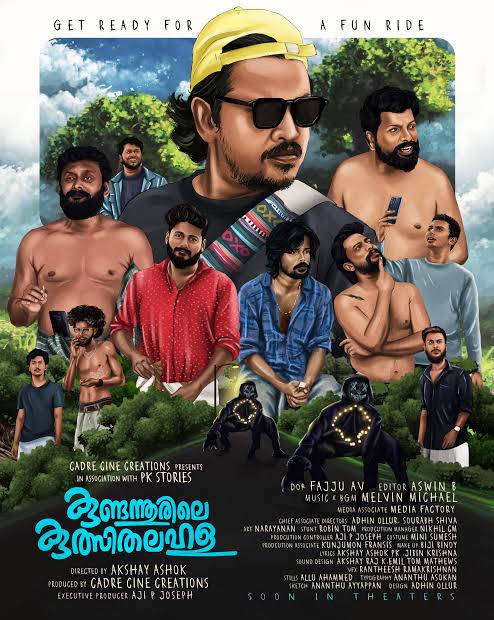 GET READY FOR A FUN RIDE
CADRE CINE CREATIONS PRESENTS
IN ASSOCIATION WITH PK STORIES
കുണ്ടന്നൂരിലെ
കുത്സിതലഹള
DIRECTED BY AKSHAY ASHOK
PRODUCED BY CADRE CINE CREATIONS
EXECUTIVE PRODUCER AJI P JOSEPH
DOP FAJJU AV EDITOR ASWIN B
MUSIC & BGM MELVIN MICHAEL
MEDIA ASSOCIATE MEDIA FACTORY
CHIEF ASSOCIATE DIRECTORS ADHIN OLLUR. SOURABH SHIVA
ART NARAYANAN STUNT ROBIN TOM PRODUCTION MANAGER NIKHIL CM
PRODUCTION CONTROLLER AJI P JOSEPH COSTUME MINI SUMESH
PRODUCTION ASSOCIATE KUNJUMON FRANSIS MAKE UP BIJI BINOY
LYRICS AKSHAY ASHOK PK .JIBIN KRISHNA
SOUND DESIGN AKSHAY RAJ K.EMIL TOM MATHEWS
VFX RANTHEESH RAMAKRISHNAN
STILLS ALLU AHAMMED TYPOGRAPHY ANANTHU ASOKAN
SKETCH ANANTHU AYYAPPAN DESIGN ADHIN OLLUR
SOON IN THEATERS